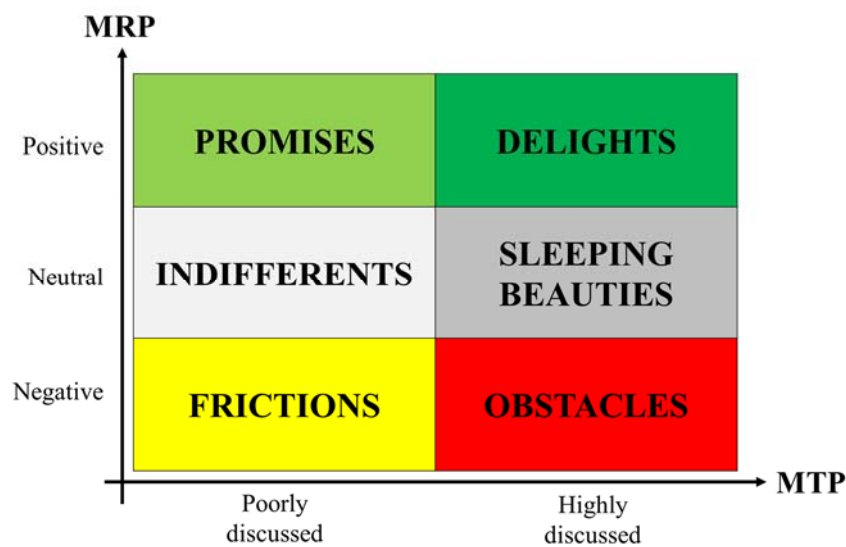 MRP
Positive
PROMISES
DELIGHTS
Neutral
INDIFFERENTS
SLEEPING
BEAUTIES
Negative
FRICTIONS
OBSTACLES
MTP
Poorly
discussed
Highly
discussed